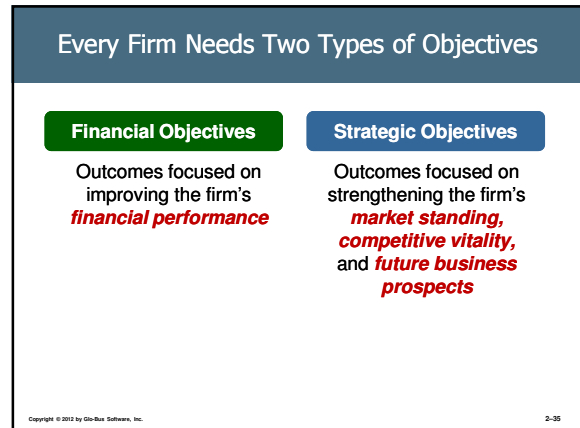 Every Firm Needs Two Types of Objectives
Financial Objectives
Outcomes focused on
improving the firm's
financial performance
Strategic Objectives
Outcomes focused on
strengthening the firm's
market standing,
competitive vitality,
and future business
prospects
Copyright © 2012 by Glo-Bus Software, Inc.
2–35